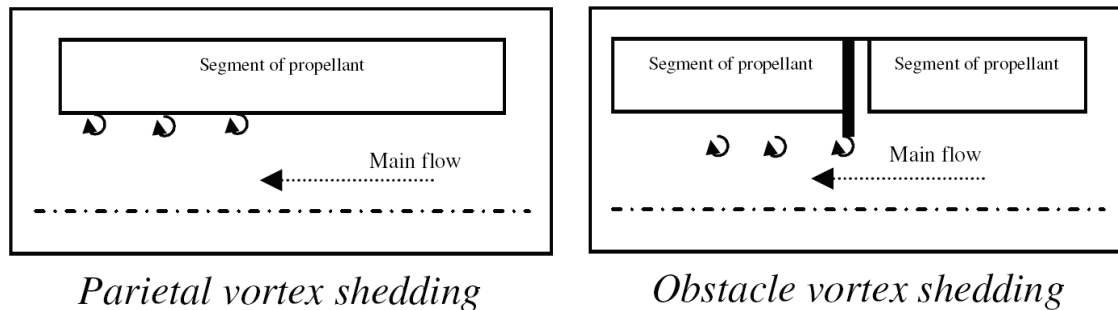 Segment of propellant
Main flow
Parietal vortex shedding
Segment of propellant
Segment of propellant
Main flow
Obstacle vortex shedding